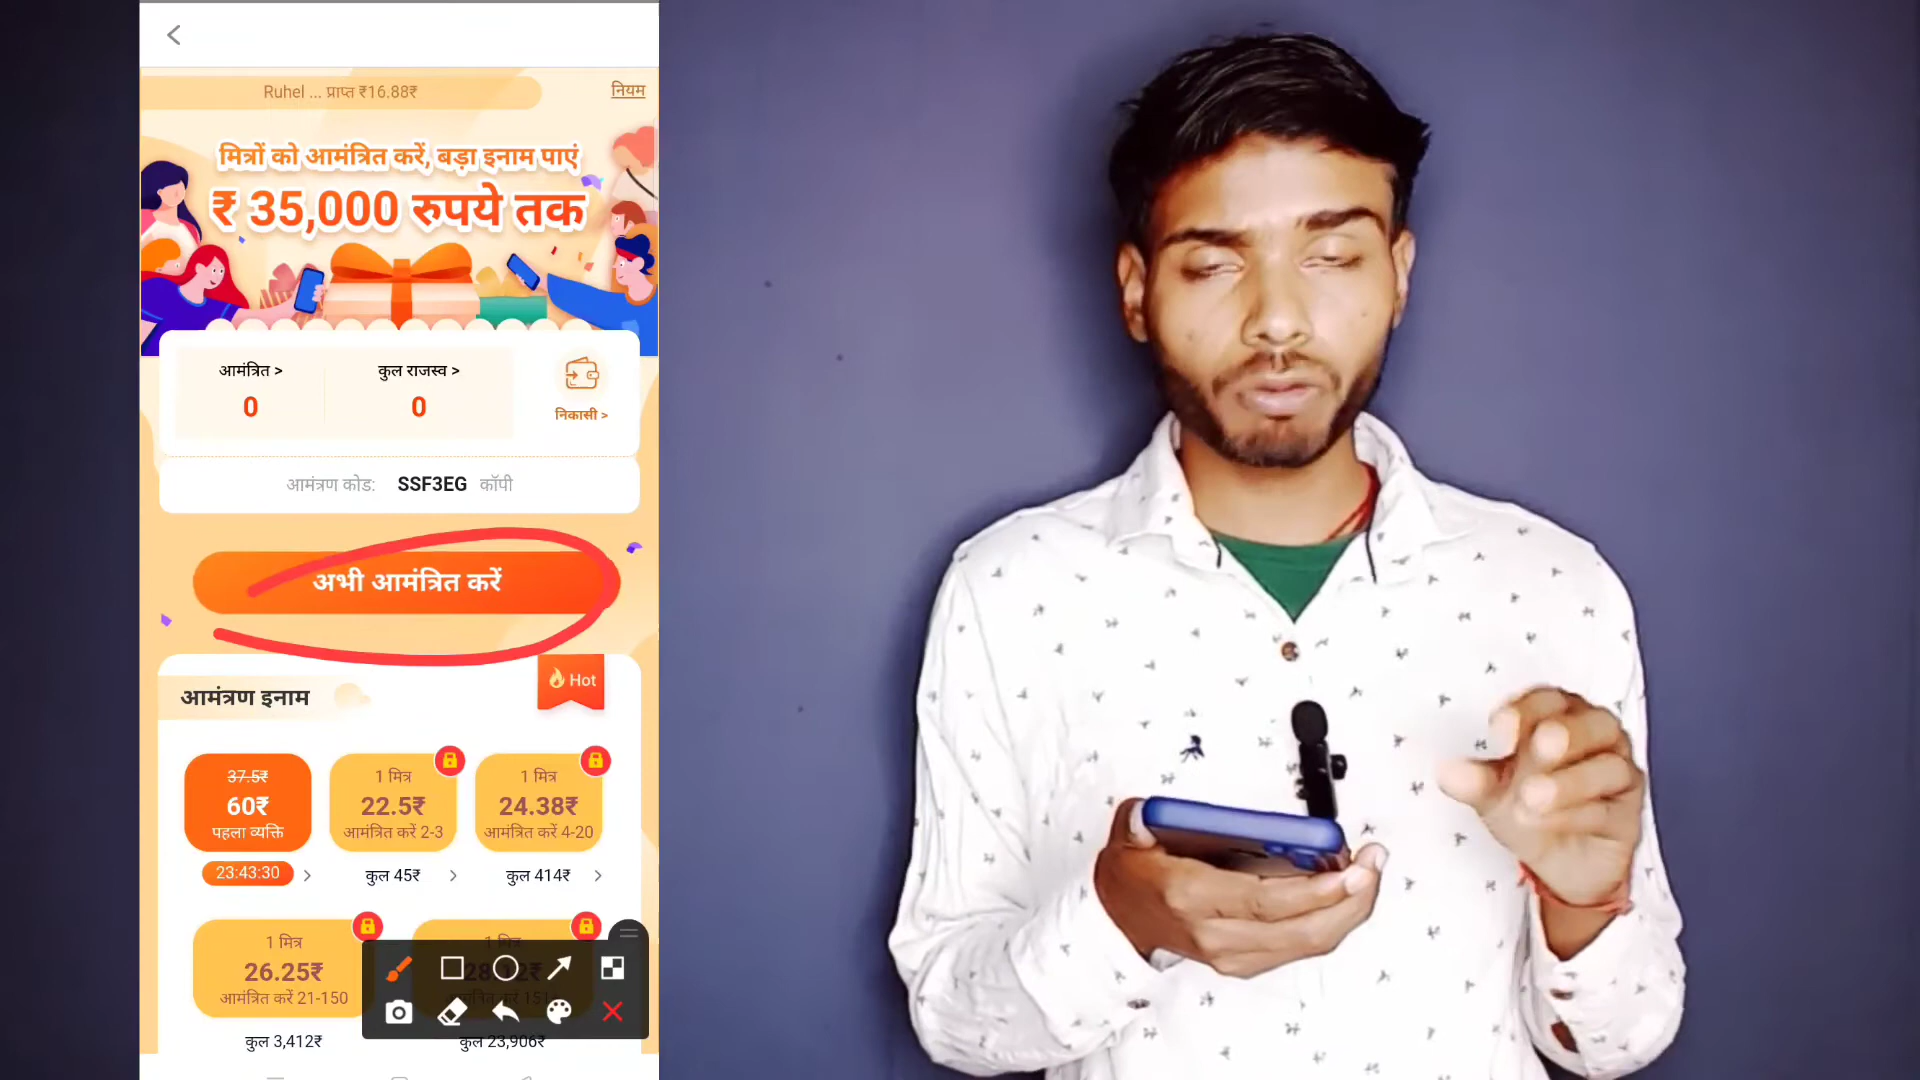 Ruhel ... प्राप्त ₹16.88₹
नियम
मित्रों को आमंत्रित करें, बड़ा इनाम पाएं
₹ 35,000 रुपये तक
आमंत्रित >
कुल राजस्व >
0
0
निकासी >
आमंत्रण कोड: SSF3EG कॉपी
अभी आमंत्रित करें
Hot
आमंत्रण इनाम
37.5₹
60₹
पहला व्यक्ति
23:43:30
1 मित्र
22.5₹
आमंत्रित करें 2-3
कुल 45₹
1 मित्र
24.38₹
आमंत्रित करें 4-20
कुल 414₹
1 मित्र
26.25₹
आमंत्रित करें 21-150
कुल 3,412₹
1 मित्र
कुल 23,906₹